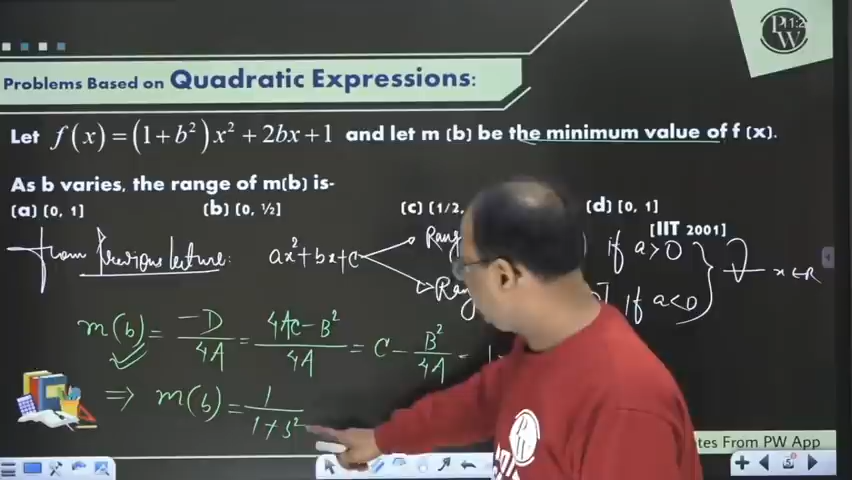 PW
Problems Based on Quadratic Expressions:
Let f(x) = (1+b²)x² + 2bx + 1 and let m (b) be the minimum value of f (x).
As b varies, the range of m(b) is-
(a) [0, 1] (b) [0, ½] (c) [1/2, (d) [0, 1]
[IIT 2001]
From Previous lecture: ax²+bx+c if a>0
if a<0 x∈R
m(b) = -D/4A = 4AC-B²/4A = C - B²/4A =
⇒ m(b) = 1/1+b²
Notes From PW App